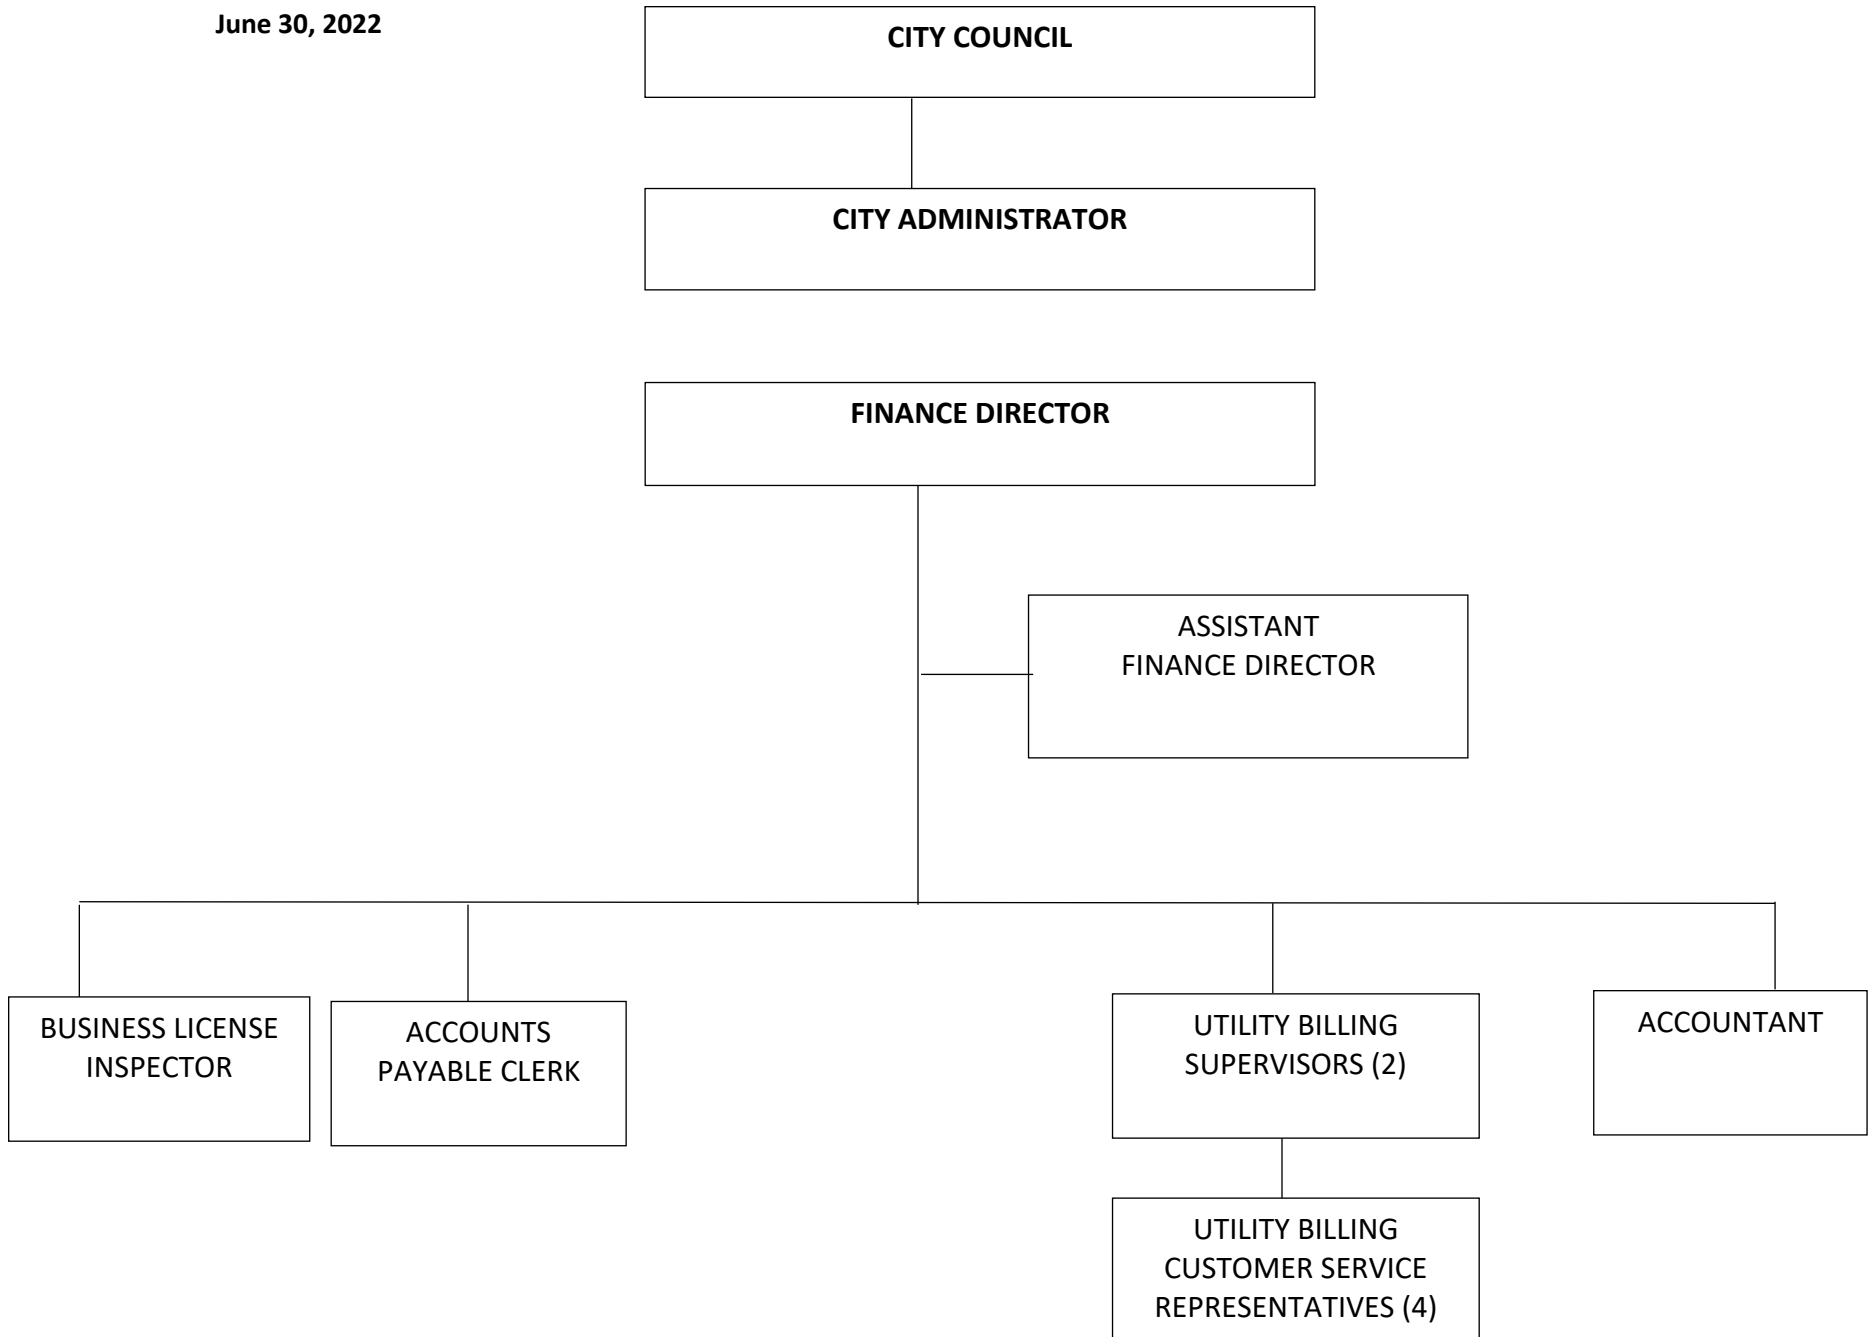 June 30, 2022
CITY COUNCIL
CITY ADMINISTRATOR
FINANCE DIRECTOR
ASSISTANT
FINANCE DIRECTOR
BUSINESS LICENSE
INSPECTOR
ACCOUNTS
PAYABLE CLERK
UTILITY BILLING
SUPERVISORS (2)
ACCOUNTANT
UTILITY BILLING
CUSTOMER SERVICE
REPRESENTATIVES (4)